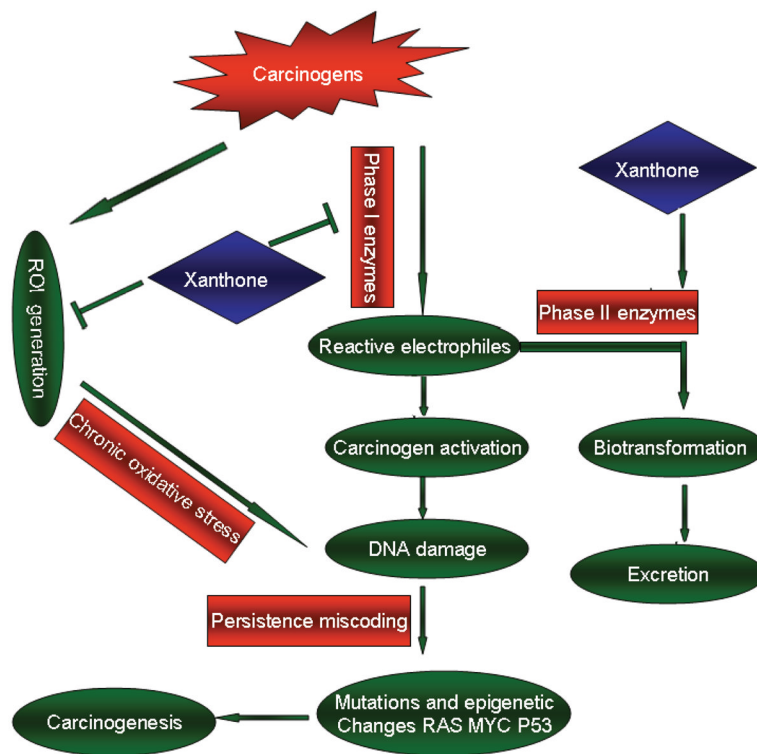 Carcinogens
Phase I enzymes
Xanthone
Xanthone
ROI generation
Phase II enzymes
Reactive electrophiles
Chronic oxidative stress
Carcinogen activation
Biotransformation
DNA damage
Excretion
Persistence miscoding
Mutations and epigenetic
Changes RAS MYC P53
Carcinogenesis